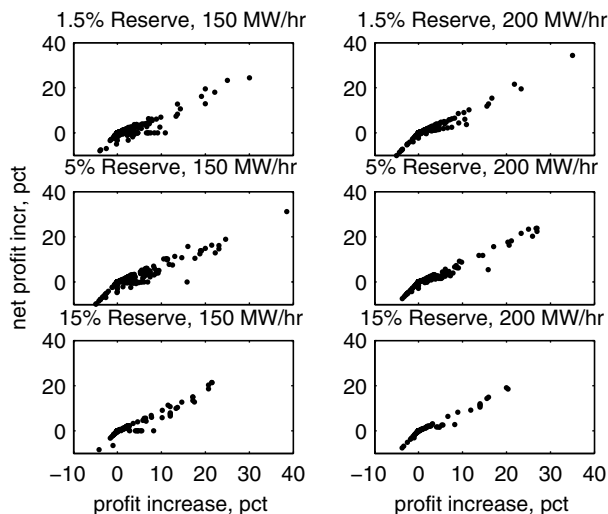 1.5% Reserve, 150 MW/hr
1.5% Reserve, 200 MW/hr
40
20
0
40
20
0
5% Reserve, 150 MW/hr
5% Reserve, 200 MW/hr
net profit incr, pct
40
20
0
40
20
0
15% Reserve, 150 MW/hr
15% Reserve, 200 MW/hr
40
20
0
40
20
0
−10 0 10 20 30 40
−10 0 10 20 30 40
profit increase, pct
profit increase, pct